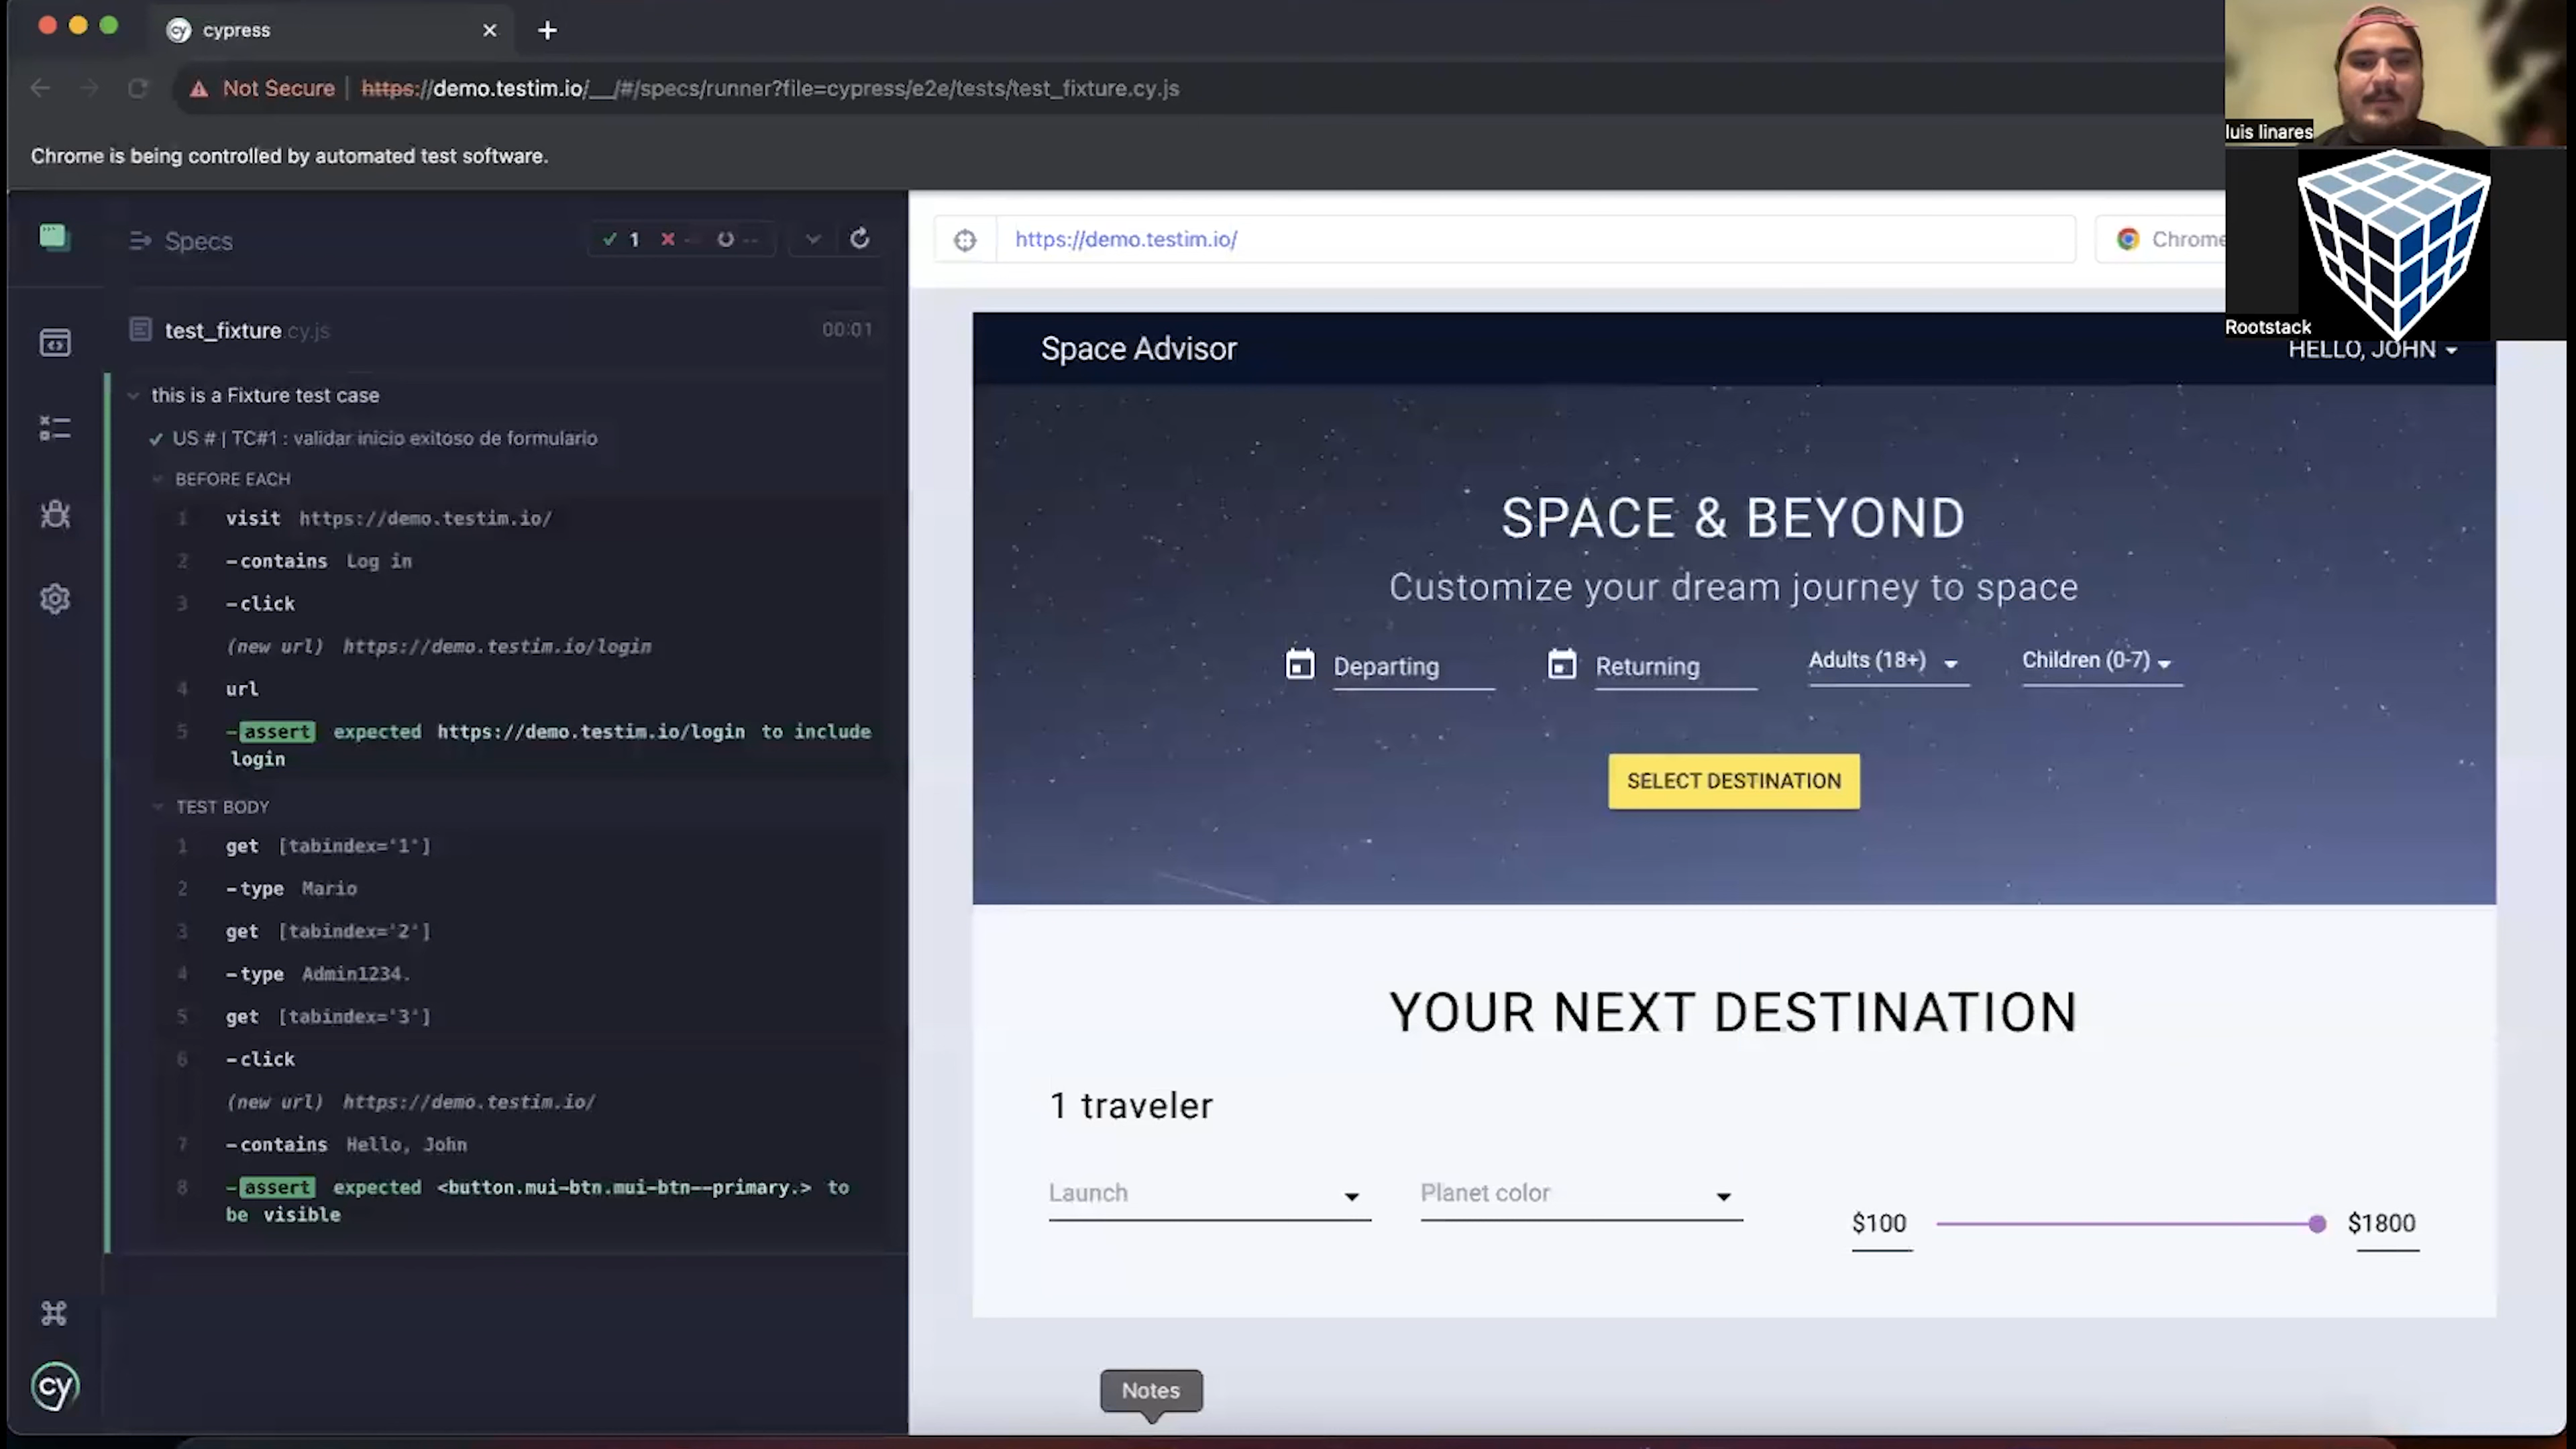 cypress
Not Secure | https://demo.testim.io/__/#/specs/runner?file=cypress/e2e/tests/test_fixture.cy.js
Chrome is being controlled by automated test software.
luis linares
Rootstack
Specs
1 -- --
test_fixture.cy.js 00:01
this is a Fixture test case
US # | TC#1 : validar inicio exitoso de formulario
BEFORE EACH
1 visit https://demo.testim.io/
2 -contains Log in
3 -click
(new url) https://demo.testim.io/login
4 url
5 -assert expected https://demo.testim.io/login to include
login
TEST BODY
1 get [tabindex='1']
2 -type Mario
3 get [tabindex='2']
4 -type Admin1234.
5 get [tabindex='3']
6 -click
(new url) https://demo.testim.io/
7 -contains Hello, John
8 -assert expected <button.mui-btn.mui-btn--primary.> to
be visible
cy
https://demo.testim.io/
Chrome
Space Advisor
HELLO, JOHN
SPACE & BEYOND
Customize your dream journey to space
Departing Returning Adults (18+) Children (0-7)
SELECT DESTINATION
YOUR NEXT DESTINATION
1 traveler
Launch Planet color $100 $1800
Notes